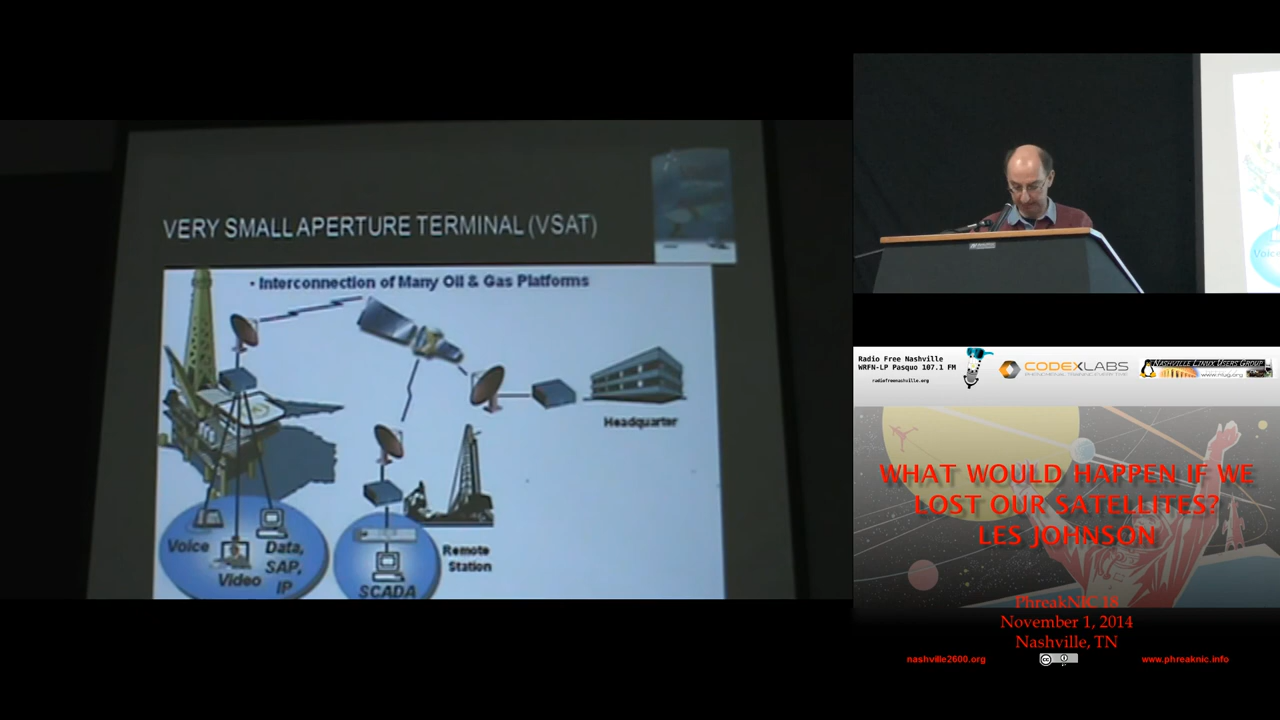 VERY SMALL APERTURE TERMINAL (VSAT)
• Interconnection of Many Oil & Gas Platforms
Headquarter
Voice
Data,
SAP,
IP
Video
Remote
Station
SCADA
Voice
Radio Free Nashville
WRFN-LP Pasquo 107.1 FM
radiofreenashville.org
CODEXLABS
NASHVILLE LINUX USERS GROUP
www.nlug.org
WHAT WOULD HAPPEN IF WE
LOST OUR SATELLITES?
LES JOHNSON
PhreakNIC 18
November 1, 2014
Nashville, TN
nashville2600.org
cc
www.phreaknic.info